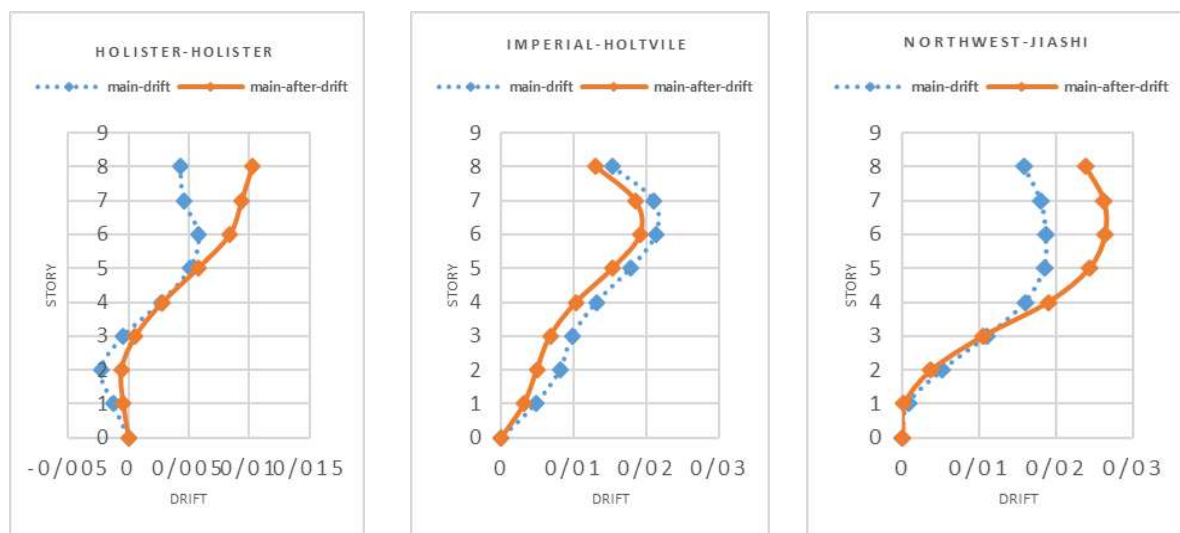 HOLISTER-HOLISTER
main-drift main-after-drift
9
8
7
6
5
4
3
2
1
0
STORY
-0/005 0 0/005 0/01 0/015
DRIFT
IMPERIAL-HOLTVILE
main-drift main-after-drift
9
8
7
6
5
4
3
2
1
0
STORY
0 0/01 0/02 0/03
DRIFT
NORTHWEST-JIASHI
main-drift main-after-drift
9
8
7
6
5
4
3
2
1
0
STORY
0 0/01 0/02 0/03
DRIFT